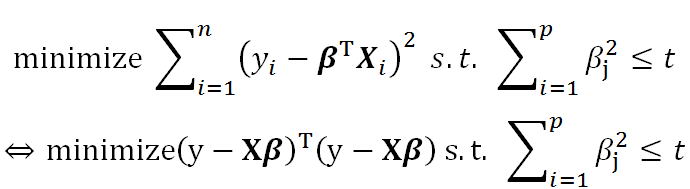 minimize ∑_{i=1}^{n} (y_i − β^T X_i)^2 s.t. ∑_{i=1}^{p} β_j^2 ≤ t
⇔ minimize(y − Xβ)^T(y − Xβ) s.t. ∑_{i=1}^{p} β_j^2 ≤ t